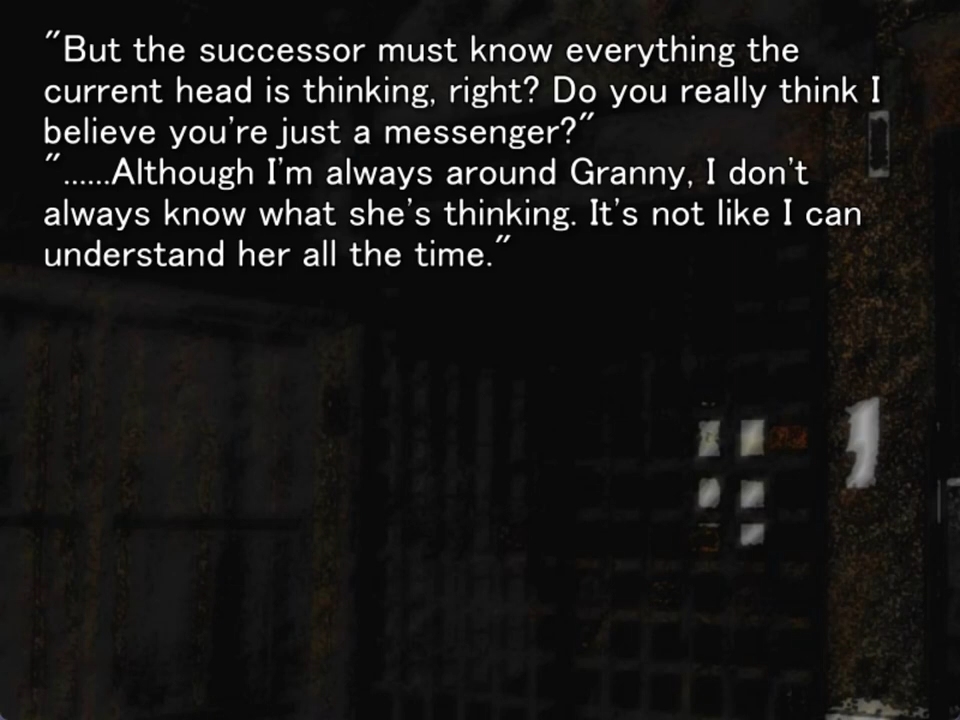 "But the successor must know everything the
current head is thinking, right? Do you really think I
believe you're just a messenger?"
"......Although I'm always around Granny, I don't
always know what she's thinking. It's not like I can
understand her all the time."